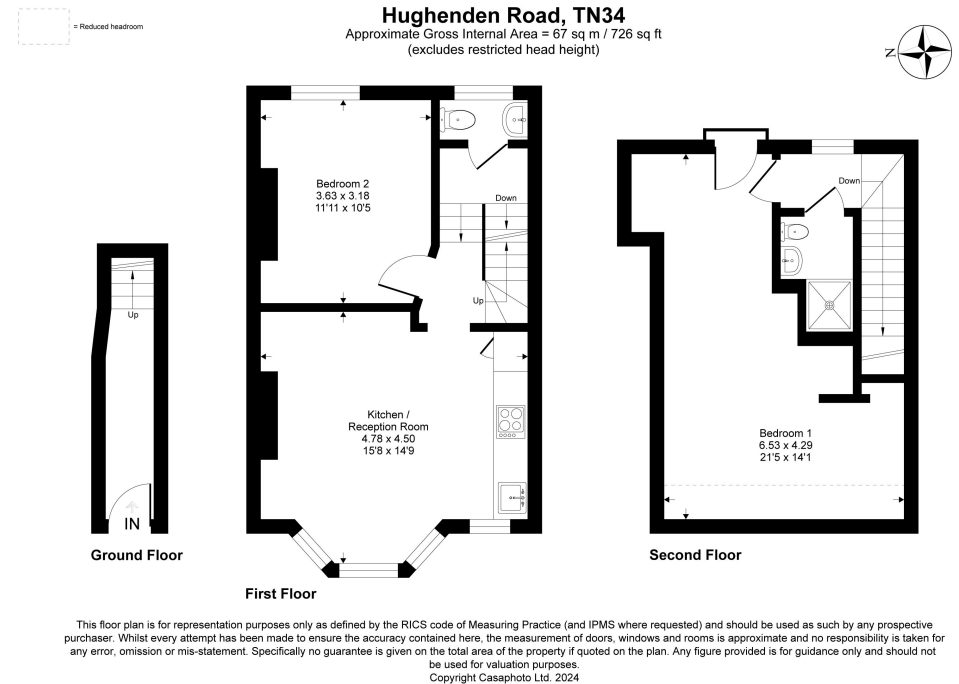 Hughenden Road, TN34
Approximate Gross Internal Area = 67 sq m / 726 sq ft
(excludes restricted head height)
= Reduced headroom
N
Bedroom 2
3.63 x 3.18
11'11 x 10'5
Down
Up
Kitchen /
Reception Room
4.78 x 4.50
15'8 x 14'9
First Floor
Up
IN
Ground Floor
Down
Bedroom 1
6.53 x 4.29
21'5 x 14'1
Second Floor
This floor plan is for representation purposes only as defined by the RICS code of Measuring Practice (and IPMS where requested) and should be used as such by any prospective
purchaser. Whilst every attempt has been made to ensure the accuracy contained here, the measurement of doors, windows and rooms is approximate and no responsibility is taken for
any error, omission or mis-statement. Specifically no guarantee is given on the total area of the property if quoted on the plan. Any figure provided is for guidance only and should not
be used for valuation purposes.
Copyright Casaphoto Ltd. 2024